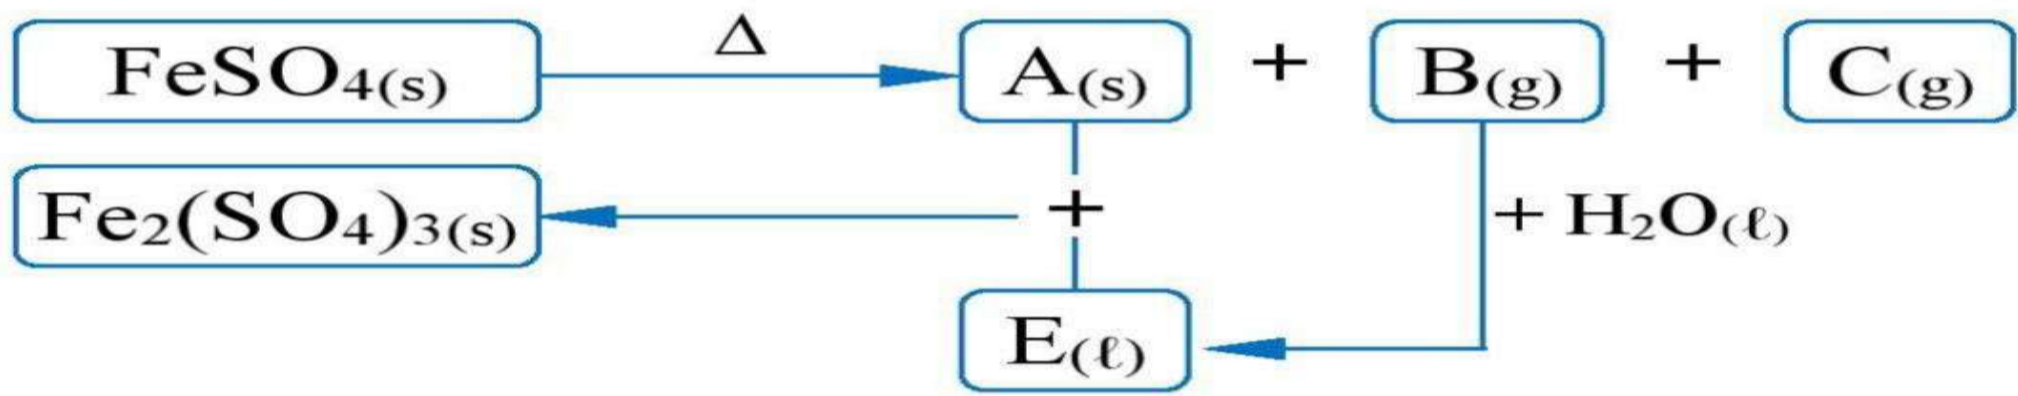 FeSO₄(s) Δ A(s) + B(g) + C(g)
Fe₂(SO₄)₃(s) + + H₂O(ℓ)
E(ℓ)